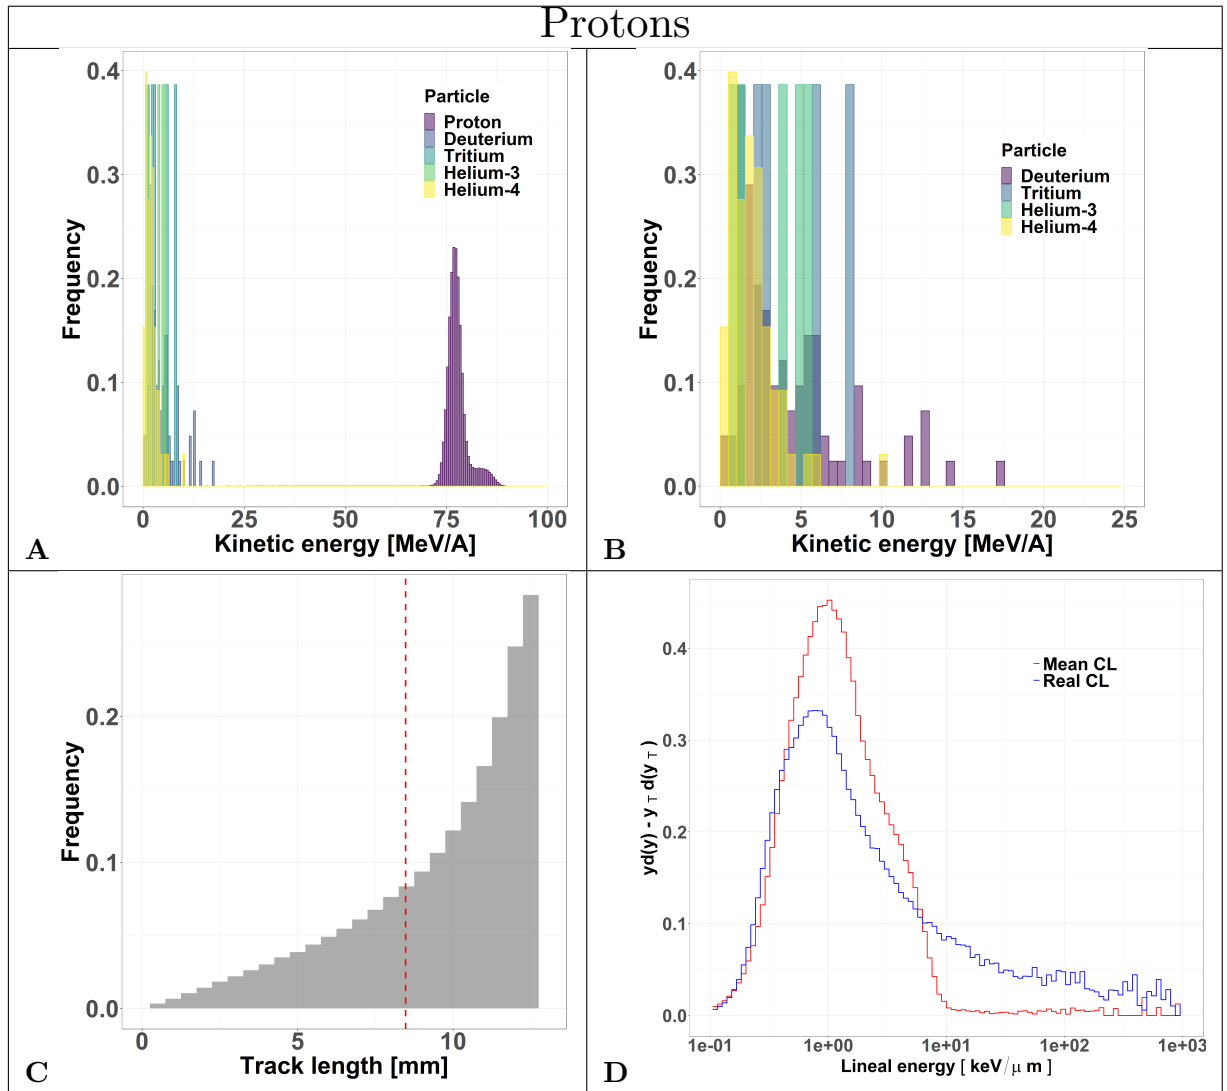 Protons
0.4
0.3
0.2
0.1
0.0
Frequency
Particle
Proton
Deuterium
Tritium
Helium-3
Helium-4
0 25 50 75 100
Kinetic energy [MeV/A]
A
0.4
0.3
0.2
0.1
0.0
Frequency
Particle
Deuterium
Tritium
Helium-3
Helium-4
0 5 10 15 20 25
Kinetic energy [MeV/A]
B
0.2
0.1
0.0
Frequency
0 5 10
Track length [mm]
C
0.4
0.3
0.2
0.1
0.0
yd(y) - y T d(y T )
Mean CL
Real CL
1e-01 1e+00 1e+01 1e+02 1e+03
Lineal energy [ keV/μ m ]
D